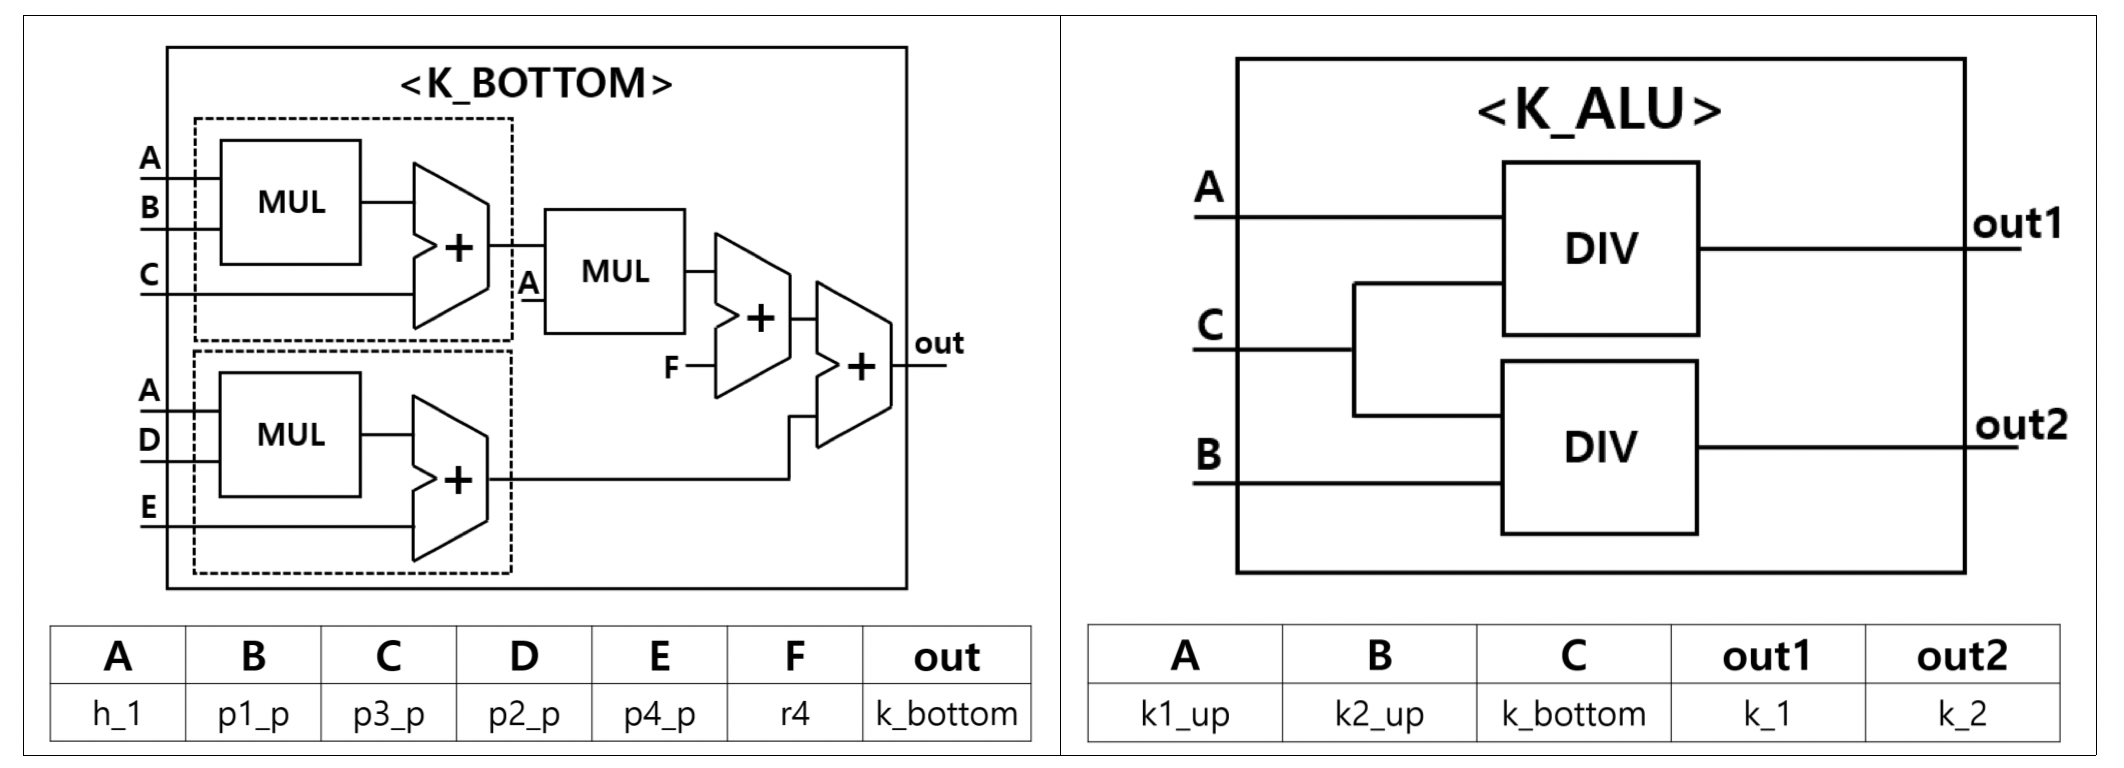 <K_BOTTOM>
A
MUL
B
+
C
A
MUL
+
F
+
out
A
MUL
D
+
E
A B C D E F out
h_1 p1_p p3_p p2_p p4_p r4 k_bottom
<K_ALU>
A
DIV
out1
C
B
DIV
out2
A B C out1 out2
k1_up k2_up k_bottom k_1 k_2